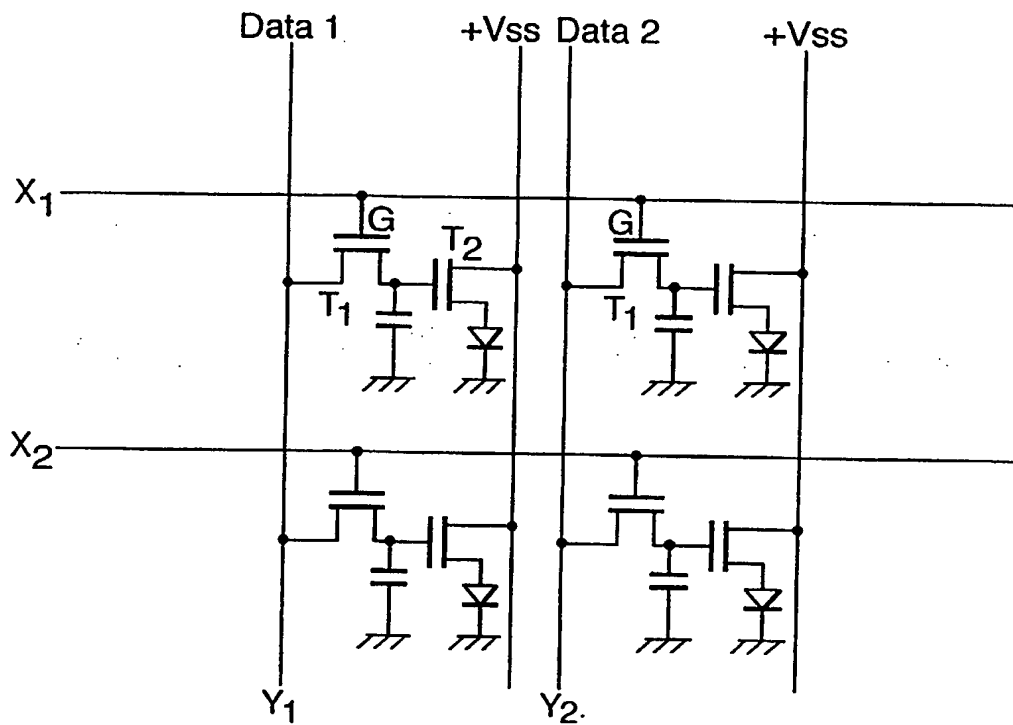 Data 1
+Vss
Data 2
+Vss
X1
G
T2
G
T1
T1
X2
Y1
Y2.